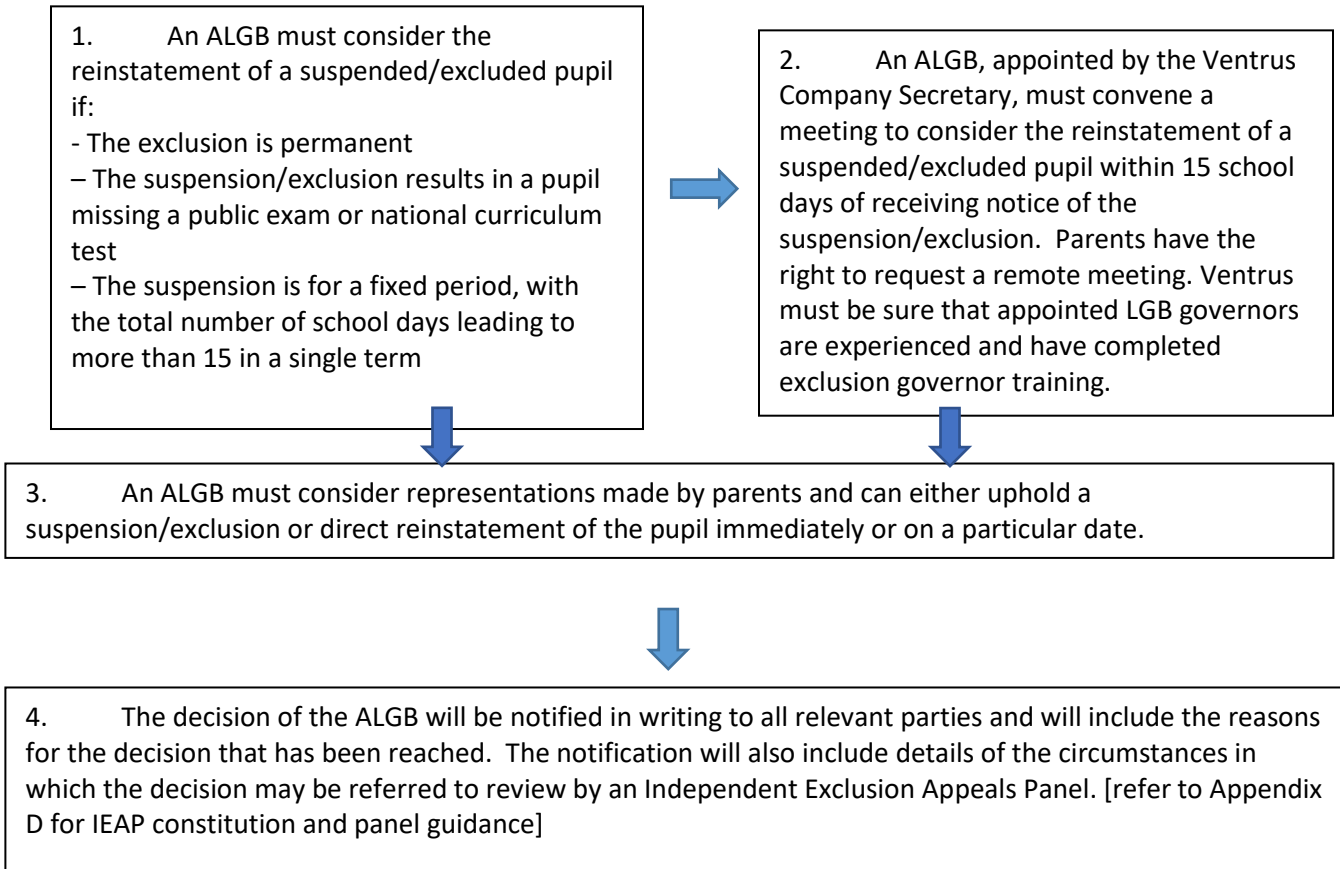 1. An ALGB must consider the
reinstatement of a suspended/excluded pupil
if:
- The exclusion is permanent
– The suspension/exclusion results in a pupil
missing a public exam or national curriculum
test
– The suspension is for a fixed period, with
the total number of school days leading to
more than 15 in a single term
2. An ALGB, appointed by the Ventrus
Company Secretary, must convene a
meeting to consider the reinstatement of a
suspended/excluded pupil within 15 school
days of receiving notice of the
suspension/exclusion. Parents have the
right to request a remote meeting. Ventrus
must be sure that appointed LGB governors
are experienced and have completed
exclusion governor training.
3. An ALGB must consider representations made by parents and can either uphold a
suspension/exclusion or direct reinstatement of the pupil immediately or on a particular date.
4. The decision of the ALGB will be notified in writing to all relevant parties and will include the reasons
for the decision that has been reached. The notification will also include details of the circumstances in
which the decision may be referred to review by an Independent Exclusion Appeals Panel. [refer to Appendix
D for IEAP constitution and panel guidance]